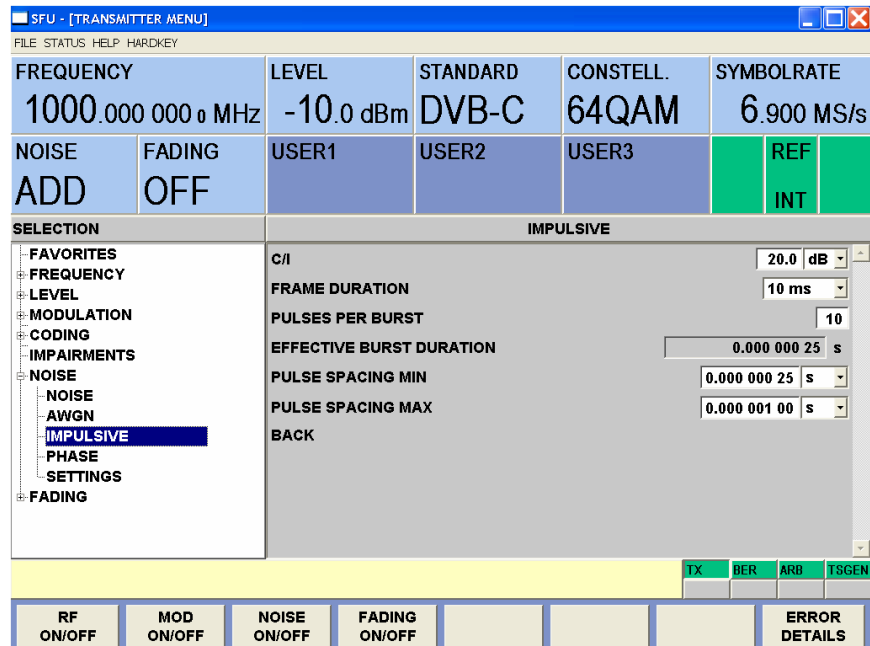 SFU - [TRANSMITTER MENU]
FILE STATUS HELP HARDKEY
FREQUENCY LEVEL STANDARD CONSTELL. SYMBOLRATE
1000.000 000 0 MHz -10.0 dBm DVB-C 64QAM 6.900 MS/s
NOISE FADING USER1 USER2 USER3 REF
ADD OFF INT
SELECTION IMPULSIVE
FAVORITES
FREQUENCY
LEVEL
MODULATION
CODING
IMPAIRMENTS
NOISE
NOISE
AWGN
IMPULSIVE
PHASE
SETTINGS
FADING
C/I 20.0 dB
FRAME DURATION 10 ms
PULSES PER BURST 10
EFFECTIVE BURST DURATION 0.000 000 25 s
PULSE SPACING MIN 0.000 000 25 s
PULSE SPACING MAX 0.000 001 00 s
BACK
TX BER ARB TSGEN
RF ON/OFF MOD ON/OFF NOISE ON/OFF FADING ON/OFF ERROR DETAILS